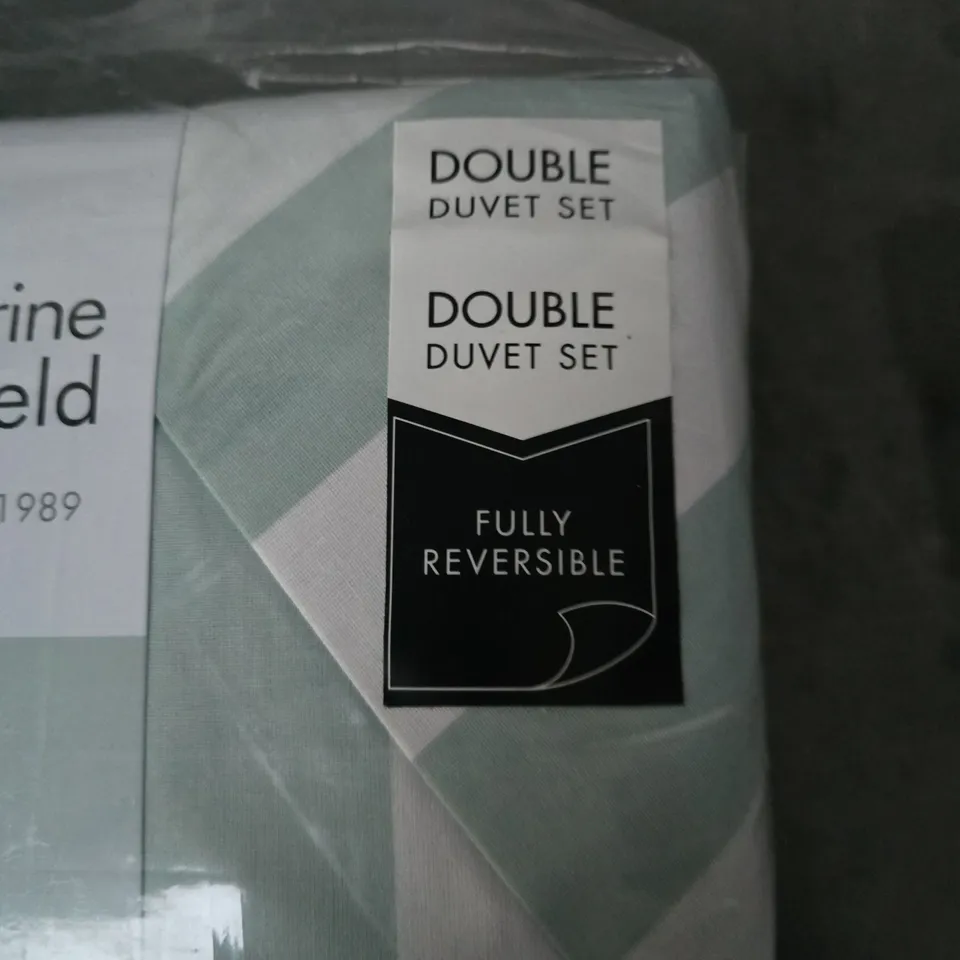 DOUBLE
DUVET SET
DOUBLE
DUVET SET
rine
eld
1989
FULLY
REVERSIBLE